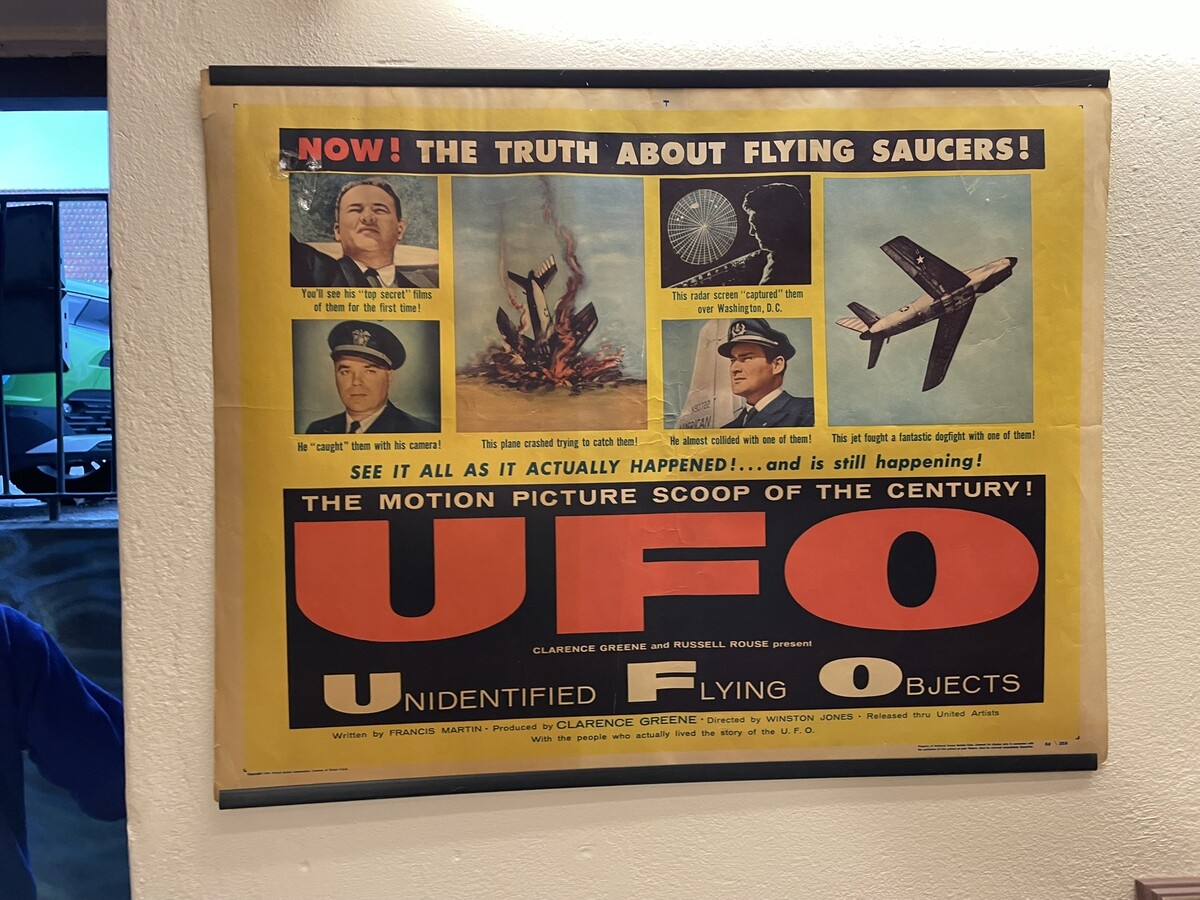 NOW! THE TRUTH ABOUT FLYING SAUCERS!
You'll see his "top secret" films
of them for the first time!
He "caught" them with his camera!
This plane crashed trying to catch them!
This radar screen "captured" them
over Washington, D.C.
He almost collided with one of them!
This jet fought a fantastic dogfight with one of them!
SEE IT ALL AS IT ACTUALLY HAPPENED!...and is still happening!
THE MOTION PICTURE SCOOP OF THE CENTURY!
UFO
CLARENCE GREENE and RUSSELL ROUSE present
UNIDENTIFIED FLYING OBJECTS
Written by FRANCIS MARTIN · Produced by CLARENCE GREENE · Directed by WINSTON JONES · Released thru United Artists
With the people who actually lived the story of the U. F. O.